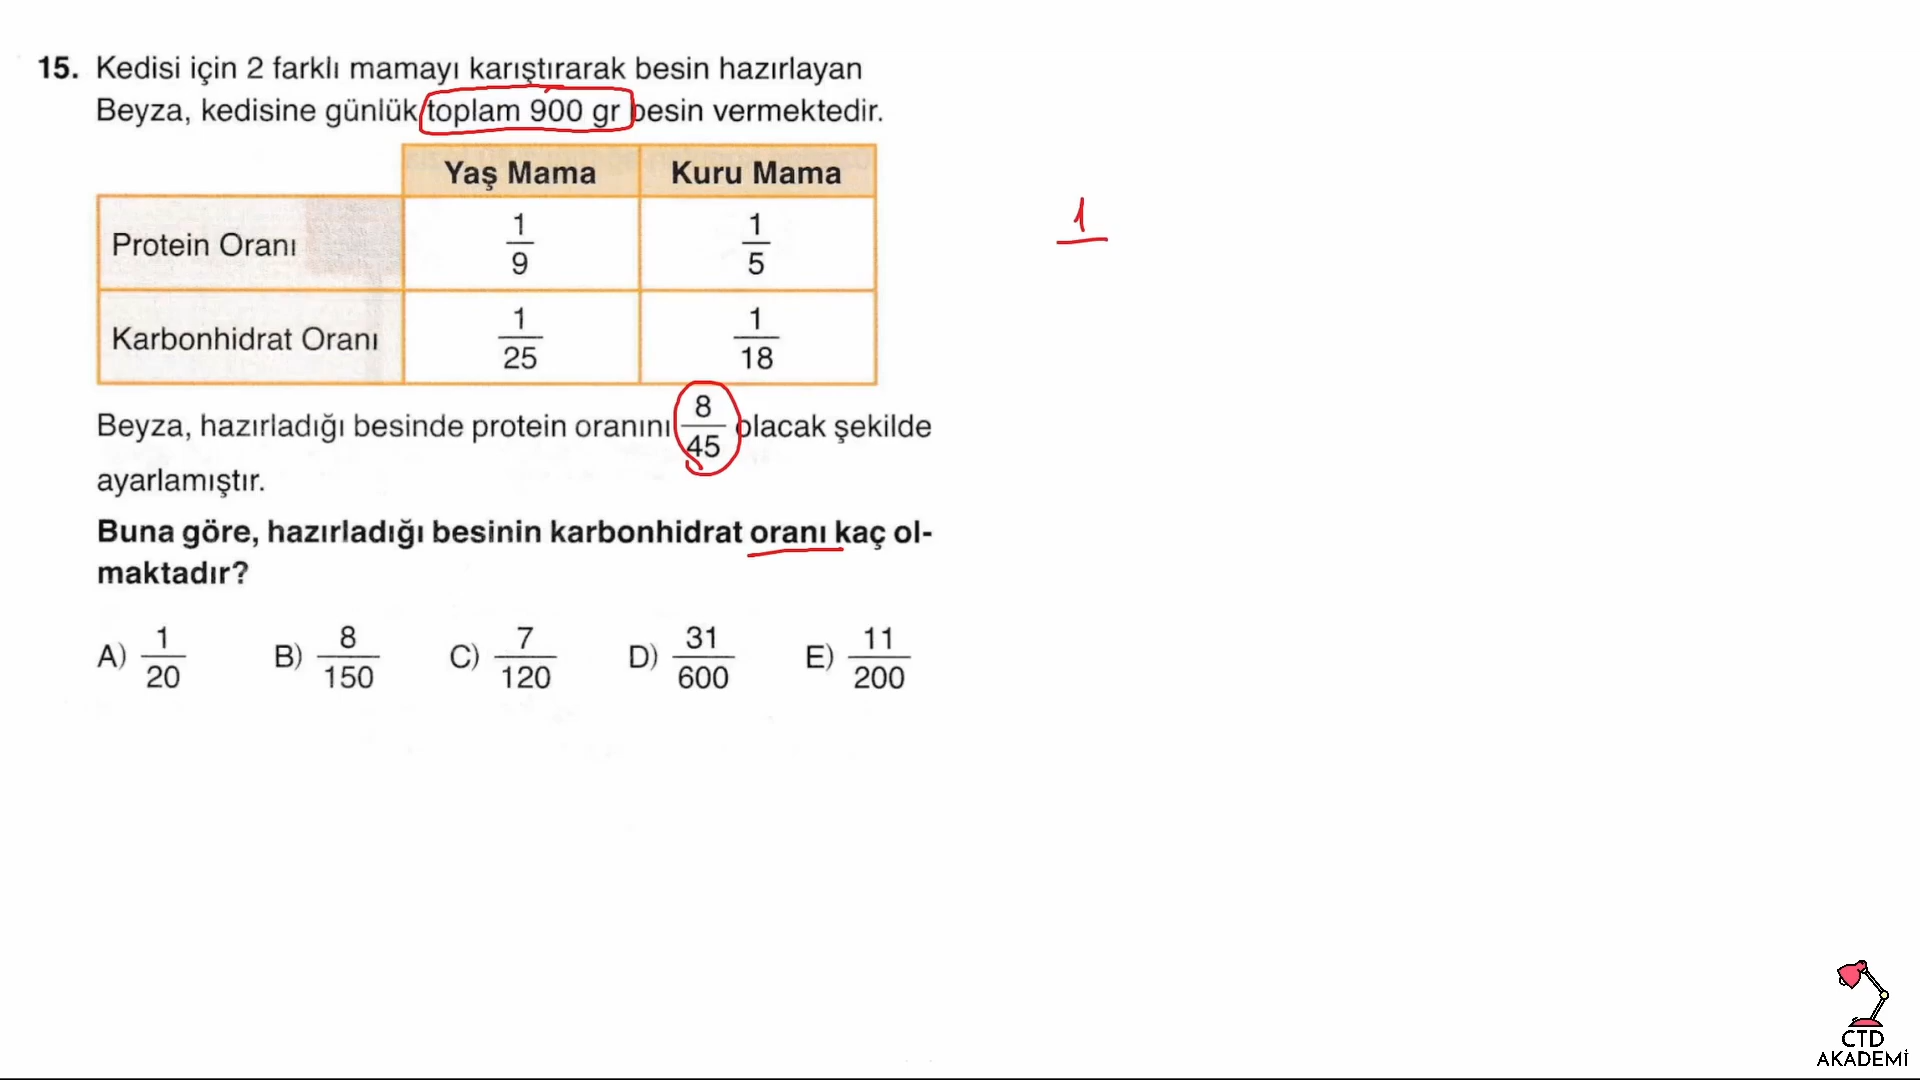 15. Kedisi için 2 farklı mamayı karıştırarak besin hazırlayan
Beyza, kedisine günlük toplam 900 gr besin vermektedir.
Yaş Mama Kuru Mama
Protein Oranı 1/9 1/5
Karbonhidrat Oranı 1/25 1/18
Beyza, hazırladığı besinde protein oranını 8/45 olacak şekilde
ayarlamıştır.
Buna göre, hazırladığı besinin karbonhidrat oranı kaç ol-
maktadır?
A) 1/20 B) 8/150 C) 7/120 D) 31/600 E) 11/200
1
CTD
AKADEMİ